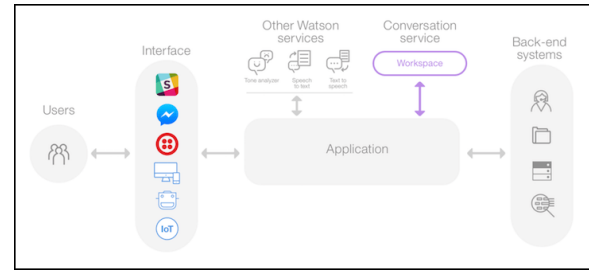 Other Watson
services
Conversation
service
Interface
Back-end
systems
Tone analyzer
Speech
to text
Text to
speech
Workspace
S
Users
Application
IoT